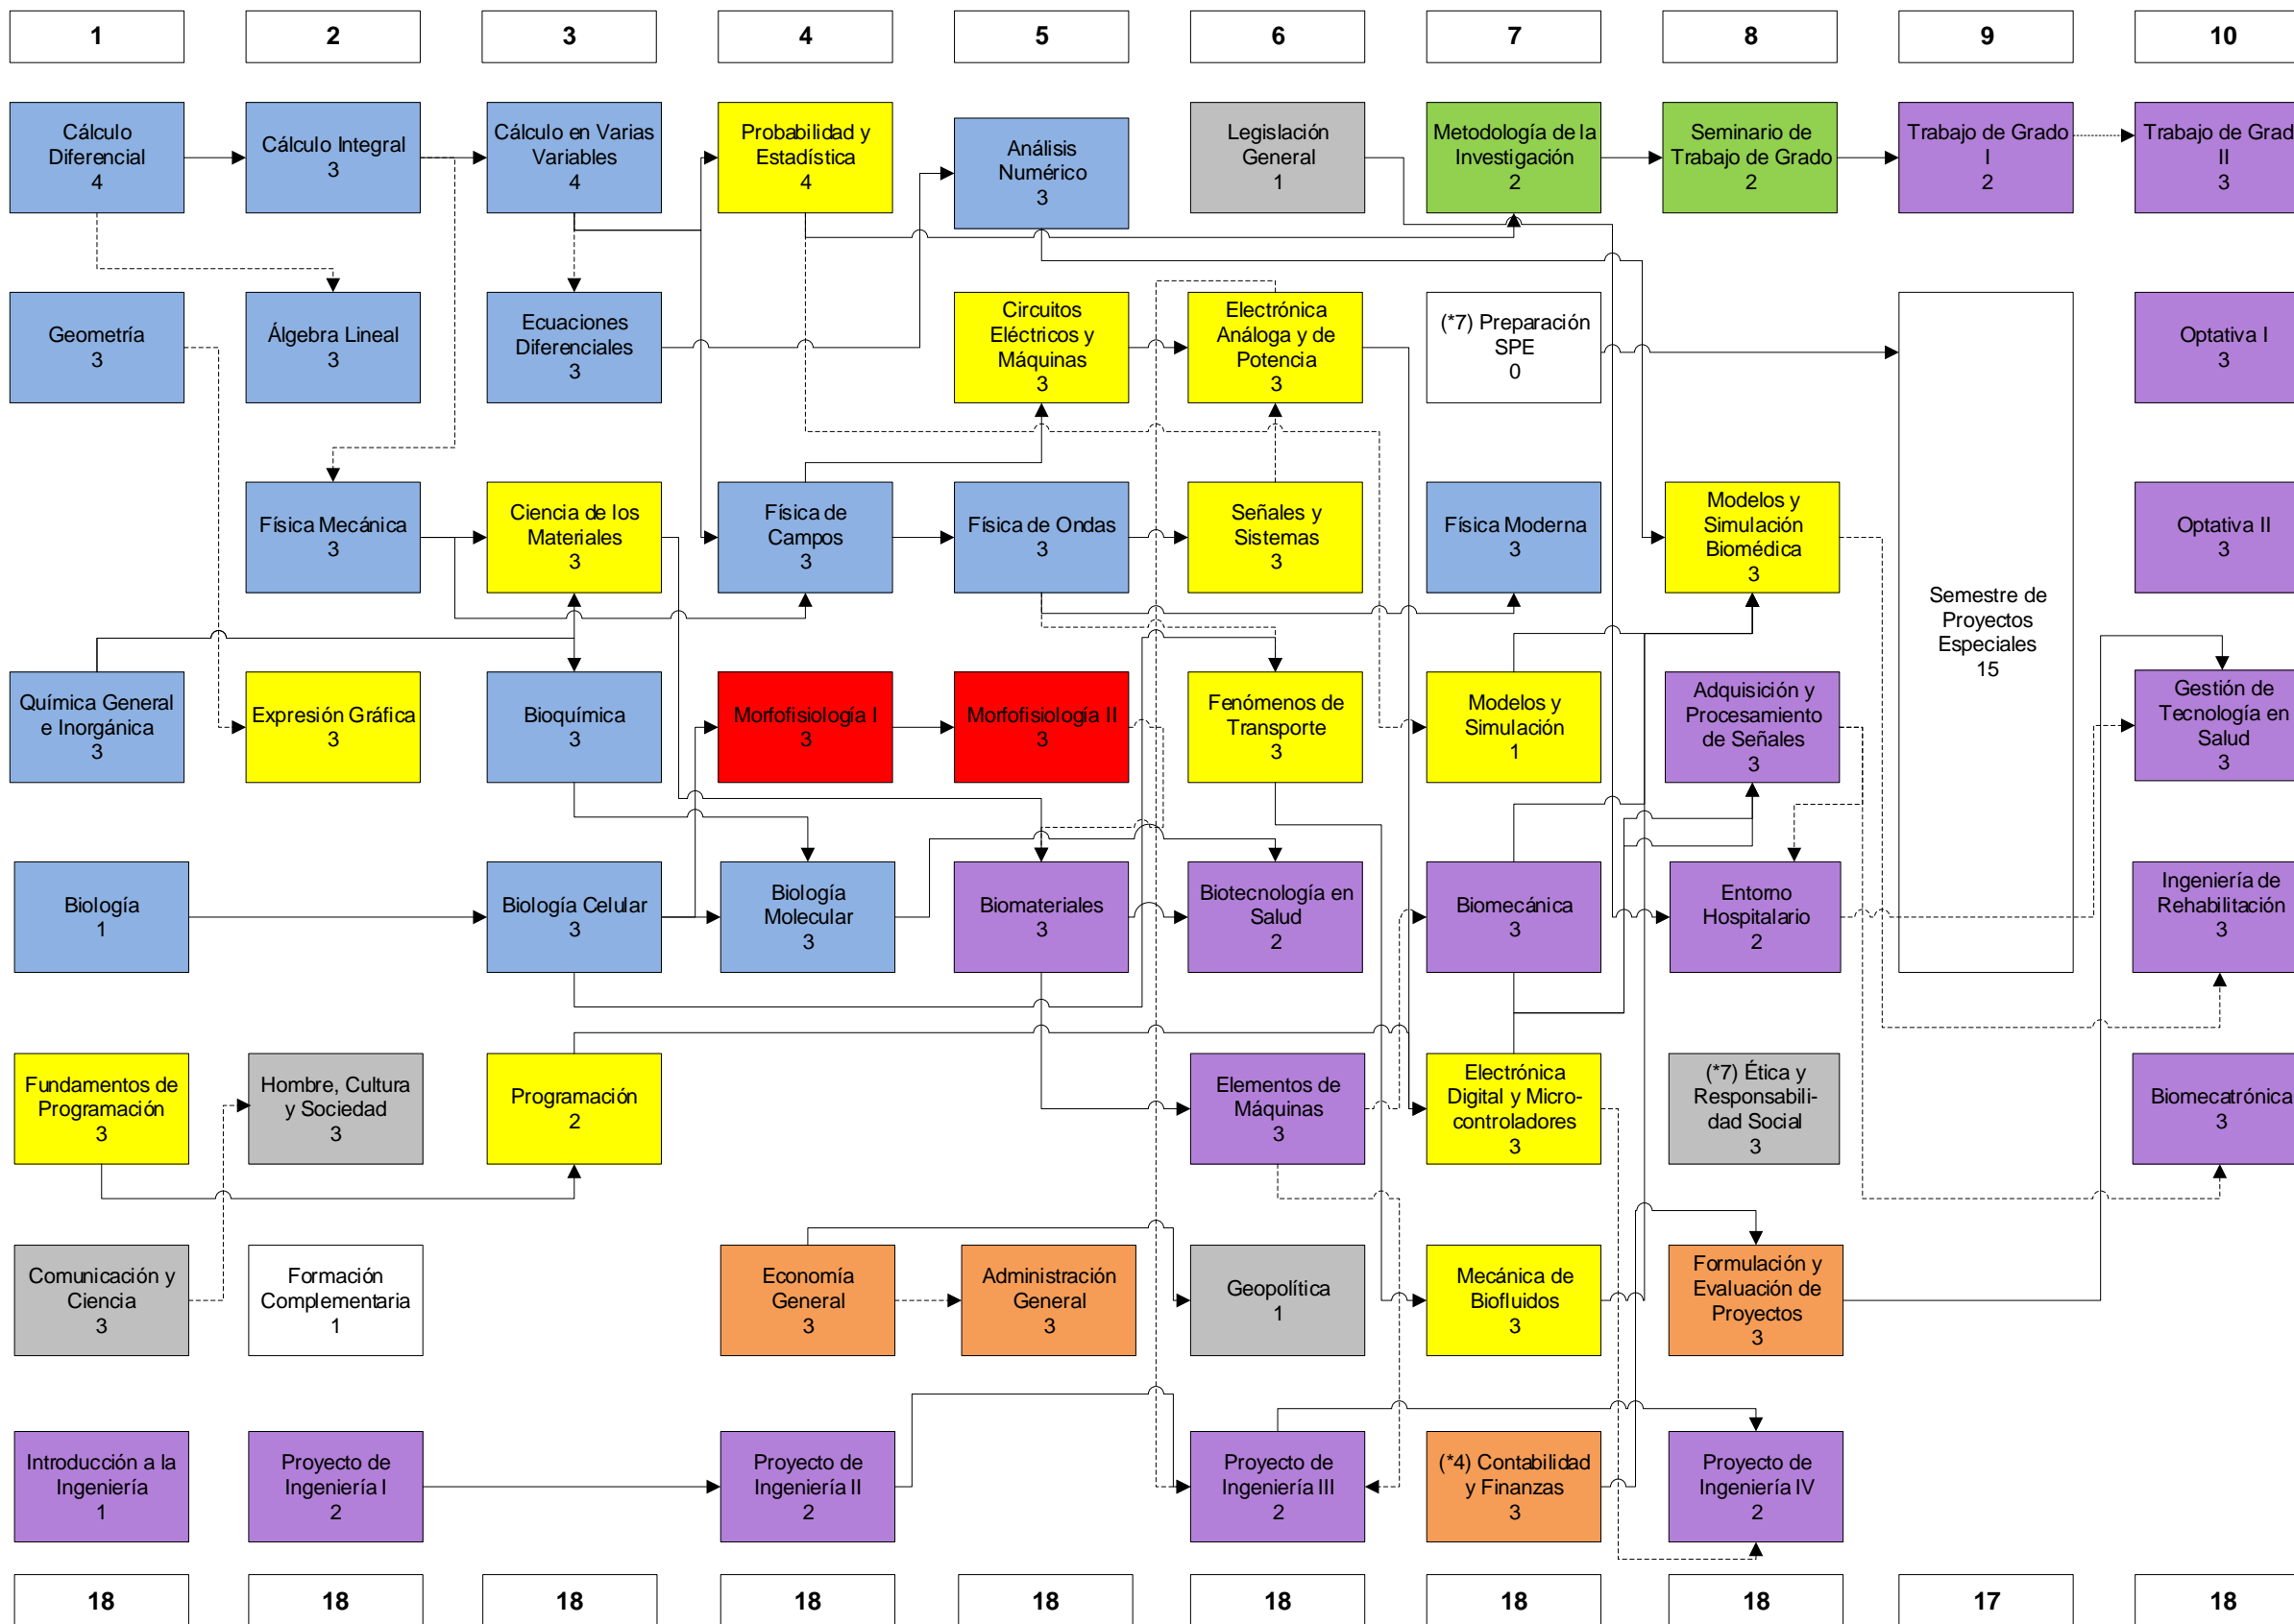 1
2
3
4
5
6
7
8
9
10
Cálculo
Diferencial
4
Cálculo Integral
3
Cálculo en Varias
Variables
4
Probabilidad y
Estadística
4
Análisis
Numérico
3
Legislación
General
1
Metodología de la
Investigación
2
Seminario de
Trabajo de Grado
2
Trabajo de Grado
I
2
Trabajo de Grad
II
3
Geometría
3
Álgebra Lineal
3
Ecuaciones
Diferenciales
3
Circuitos
Eléctricos y
Máquinas
3
Electrónica
Análoga y de
Potencia
3
(*7) Preparación
SPE
0
Optativa I
3
Física Mecánica
3
Ciencia de los
Materiales
3
Física de
Campos
3
Física de Ondas
3
Señales y
Sistemas
3
Física Moderna
3
Modelos y
Simulación
Biomédica
3
Semestre de
Proyectos
Especiales
15
Optativa II
3
Química General
e Inorgánica
3
Expresión Gráfica
3
Bioquímica
3
Morfofisiología I
3
Morfofisiología II
3
Fenómenos de
Transporte
3
Modelos y
Simulación
1
Adquisición y
Procesamiento
de Señales
3
Gestión de
Tecnología en
Salud
3
Biología
1
Biología Celular
3
Biología
Molecular
3
Biomateriales
3
Biotecnología en
Salud
2
Biomecánica
3
Entorno
Hospitalario
2
Ingeniería de
Rehabilitación
3
Fundamentos de
Programación
3
Hombre, Cultura
y Sociedad
3
Programación
2
Elementos de
Máquinas
3
Electrónica
Digital y Micro-
controladores
3
(*7) Ética y
Responsabili-
dad Social
3
Biomecatrónica
3
Comunicación y
Ciencia
3
Formación
Complementaria
1
Economía
General
3
Administración
General
3
Geopolítica
1
Mecánica de
Biofluidos
3
Formulación y
Evaluación de
Proyectos
3
Introducción a la
Ingeniería
1
Proyecto de
Ingeniería I
2
Proyecto de
Ingeniería II
2
Proyecto de
Ingeniería III
2
(*4) Contabilidad
y Finanzas
3
Proyecto de
Ingeniería IV
2
18
18
18
18
18
18
18
18
17
18